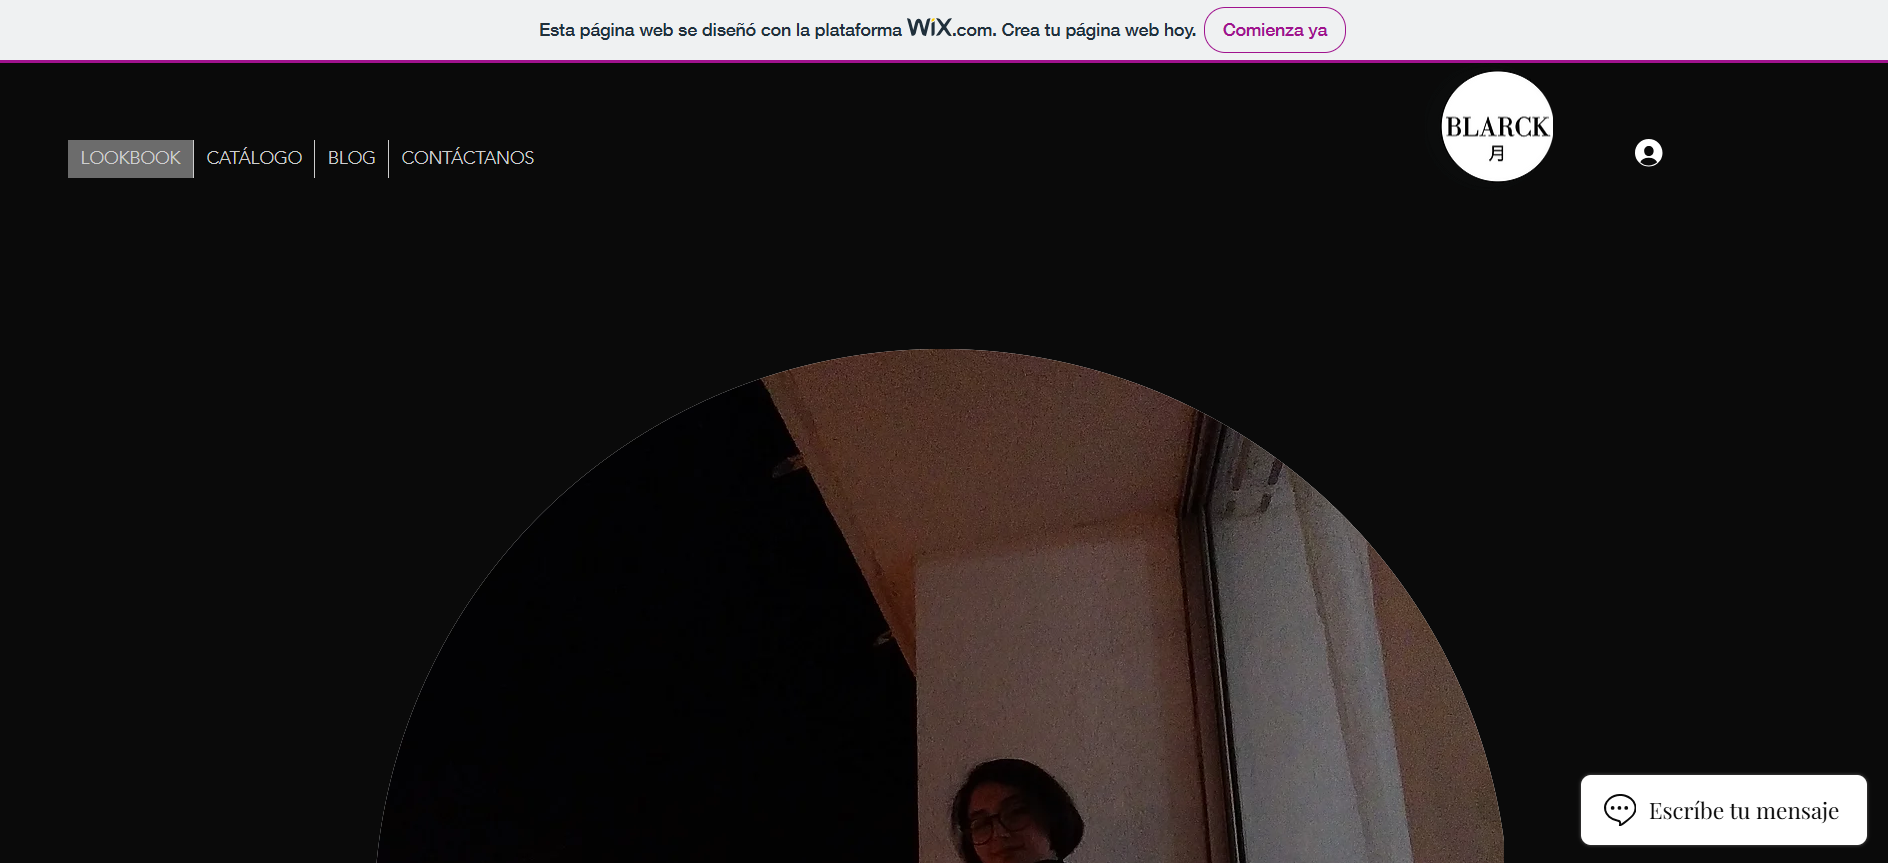 Esta página web se diseñó con la plataforma WiX.com. Crea tu página web hoy. Comienza ya
LOOKBOOK CATÁLOGO BLOG CONTÁCTANOS
BLARCK
月
Escríbe tu mensaje